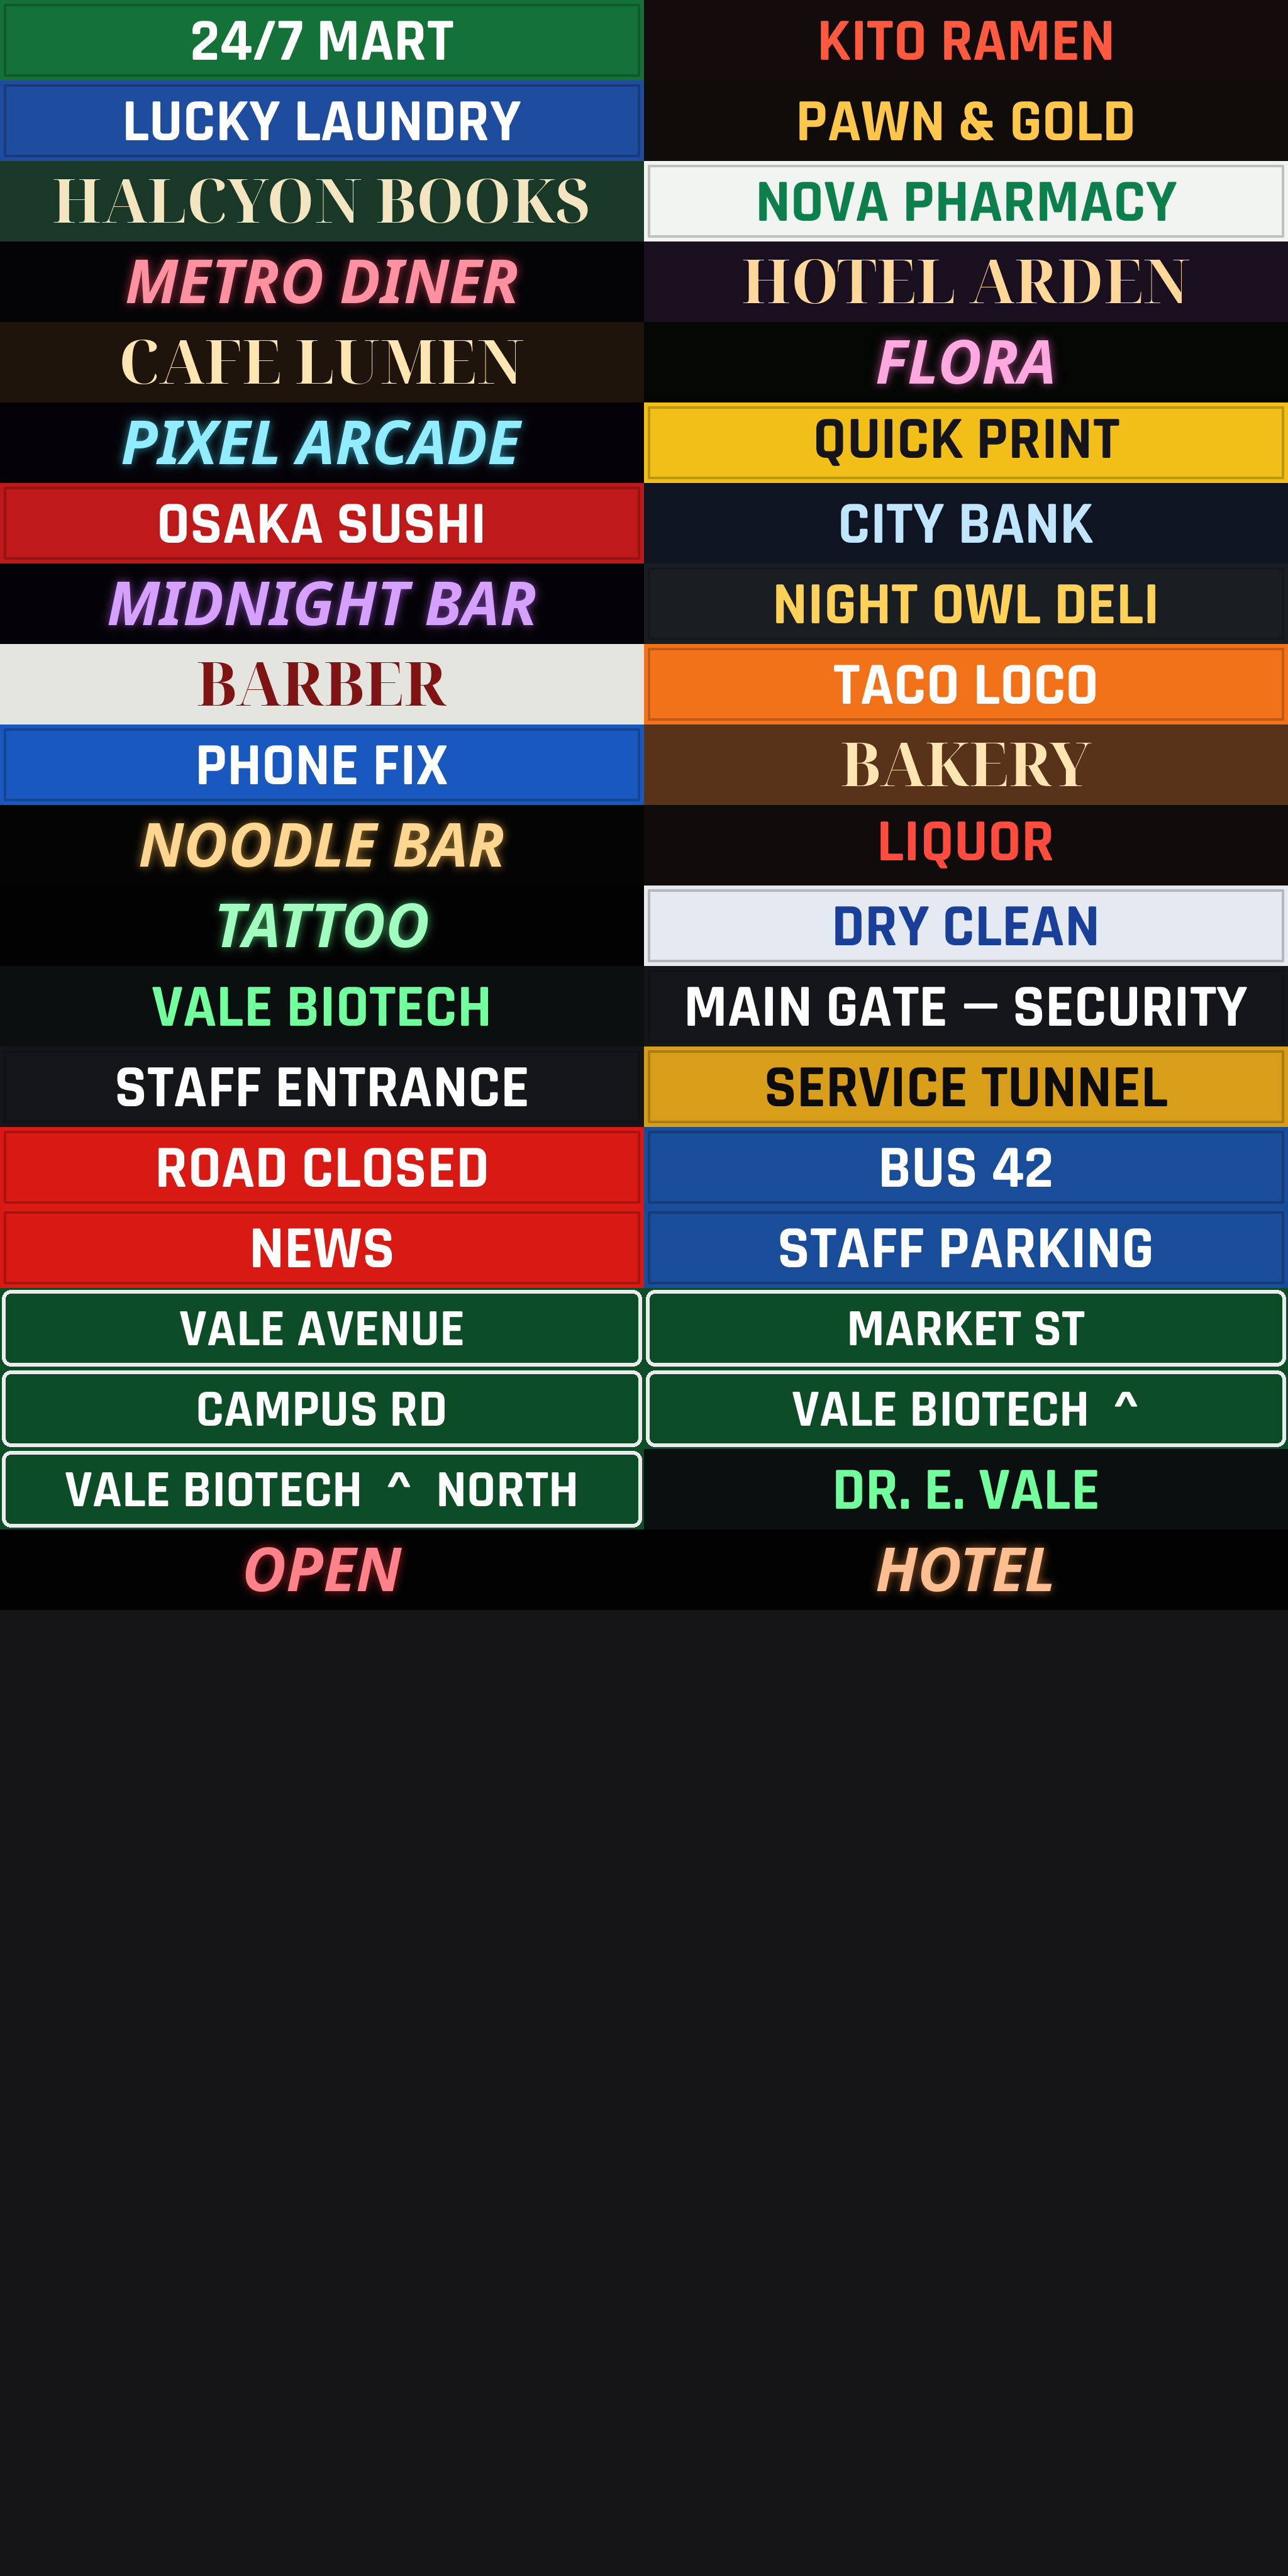 24/7 MART
KITO RAMEN
LUCKY LAUNDRY
PAWN & GOLD
HALCYON BOOKS
NOVA PHARMACY
METRO DINER
HOTEL ARDEN
CAFE LUMEN
FLORA
PIXEL ARCADE
QUICK PRINT
OSAKA SUSHI
CITY BANK
MIDNIGHT BAR
NIGHT OWL DELI
BARBER
TACO LOCO
PHONE FIX
BAKERY
NOODLE BAR
LIQUOR
TATTOO
DRY CLEAN
VALE BIOTECH
MAIN GATE — SECURITY
STAFF ENTRANCE
SERVICE TUNNEL
ROAD CLOSED
BUS 42
NEWS
STAFF PARKING
VALE AVENUE
MARKET ST
CAMPUS RD
VALE BIOTECH ^
VALE BIOTECH ^ NORTH
DR. E. VALE
OPEN
HOTEL